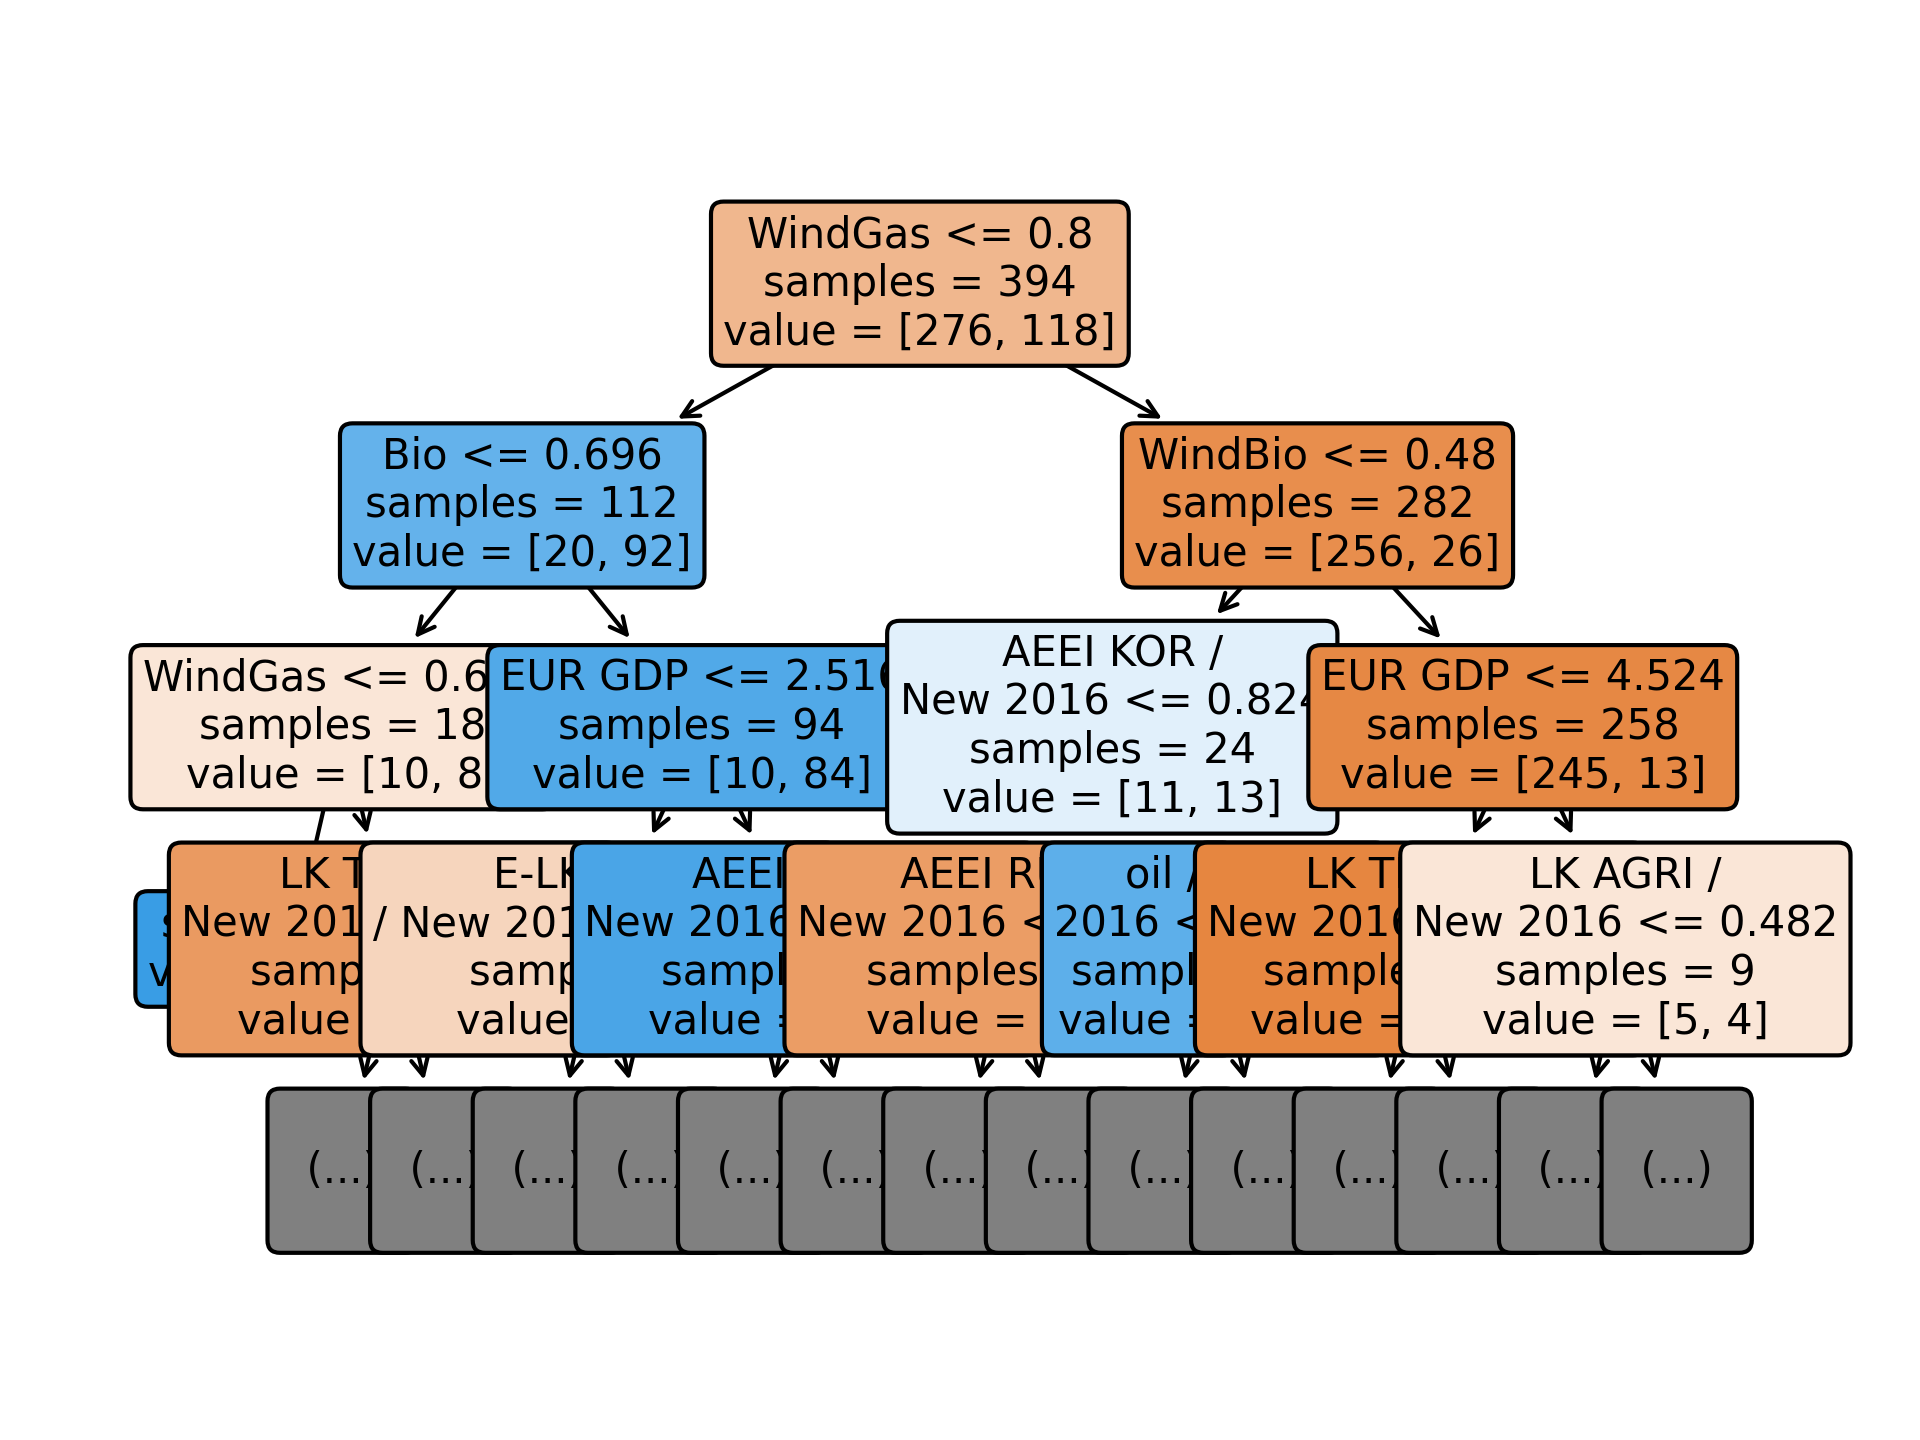 WindGas <= 0.8
samples = 394
value = [276, 118]
Bio <= 0.696
samples = 112
value = [20, 92]
WindBio <= 0.48
samples = 282
value = [256, 26]
WindGas <= 0.6
samples = 18
value = [10, 8
EUR GDP <= 2.516
samples = 94
value = [10, 84]
AEEI KOR /
New 2016 <= 0.824
samples = 24
value = [11, 13]
EUR GDP <= 4.524
samples = 258
value = [245, 13]
LK T
New 201
samp
value
E-LK
/ New 201
samp
value
AEEI
New 2016
sampl
value =
AEEI RU
New 2016 <
samples
value =
oil /
2016 <
sampl
value =
LK T
New 2016
sample
value =
LK AGRI /
New 2016 <= 0.482
samples = 9
value = [5, 4]
(...)
(...)
(...)
(...)
(...)
(...)
(...)
(...)
(...)
(...)
(...)
(...)
(...)
(...)